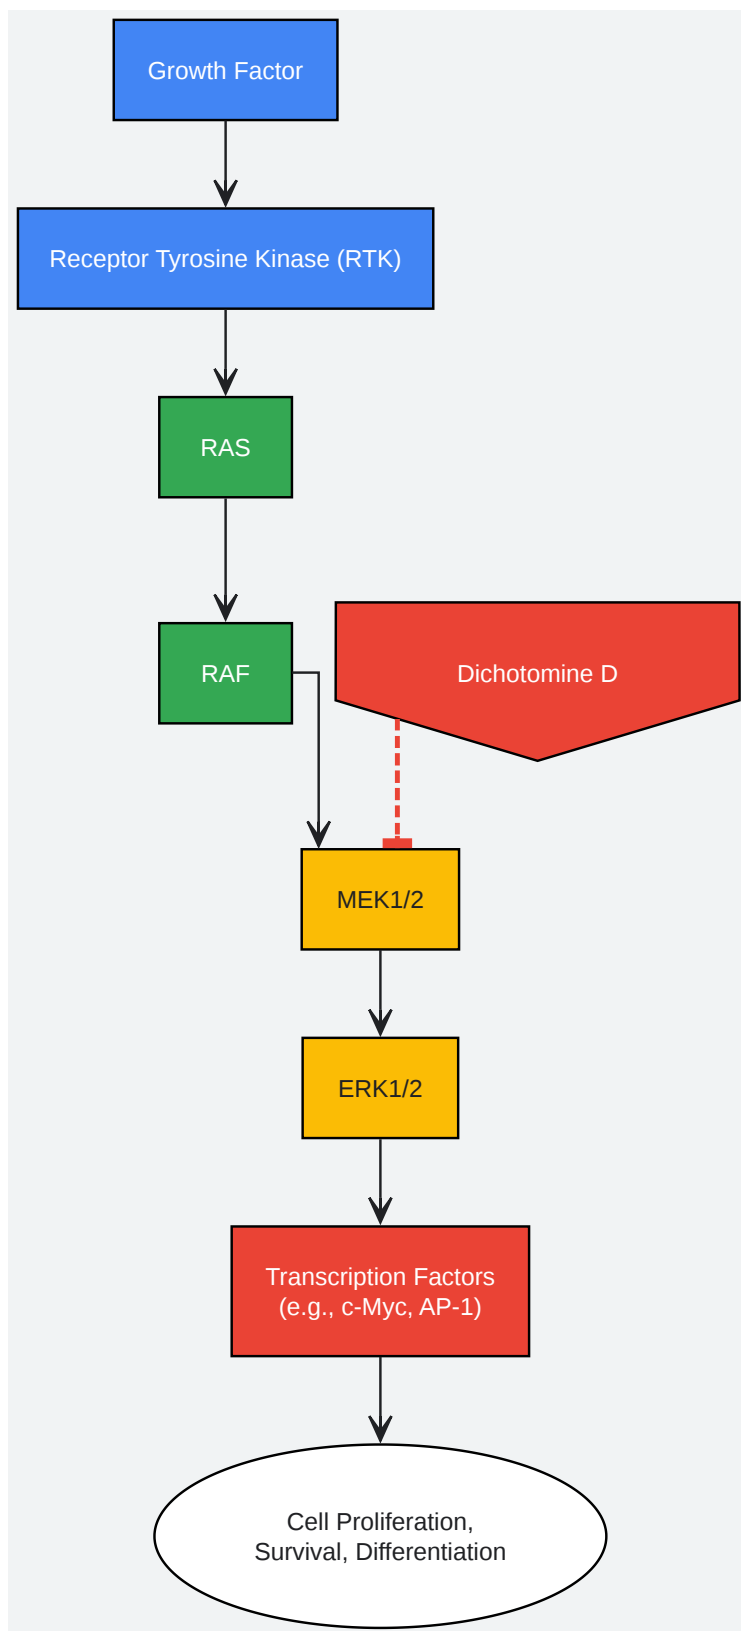 Growth Factor
Receptor Tyrosine Kinase (RTK)
RAS
RAF
Dichotomine D
MEK1/2
ERK1/2
Transcription Factors
(e.g., c-Myc, AP-1)
Cell Proliferation,
Survival, Differentiation